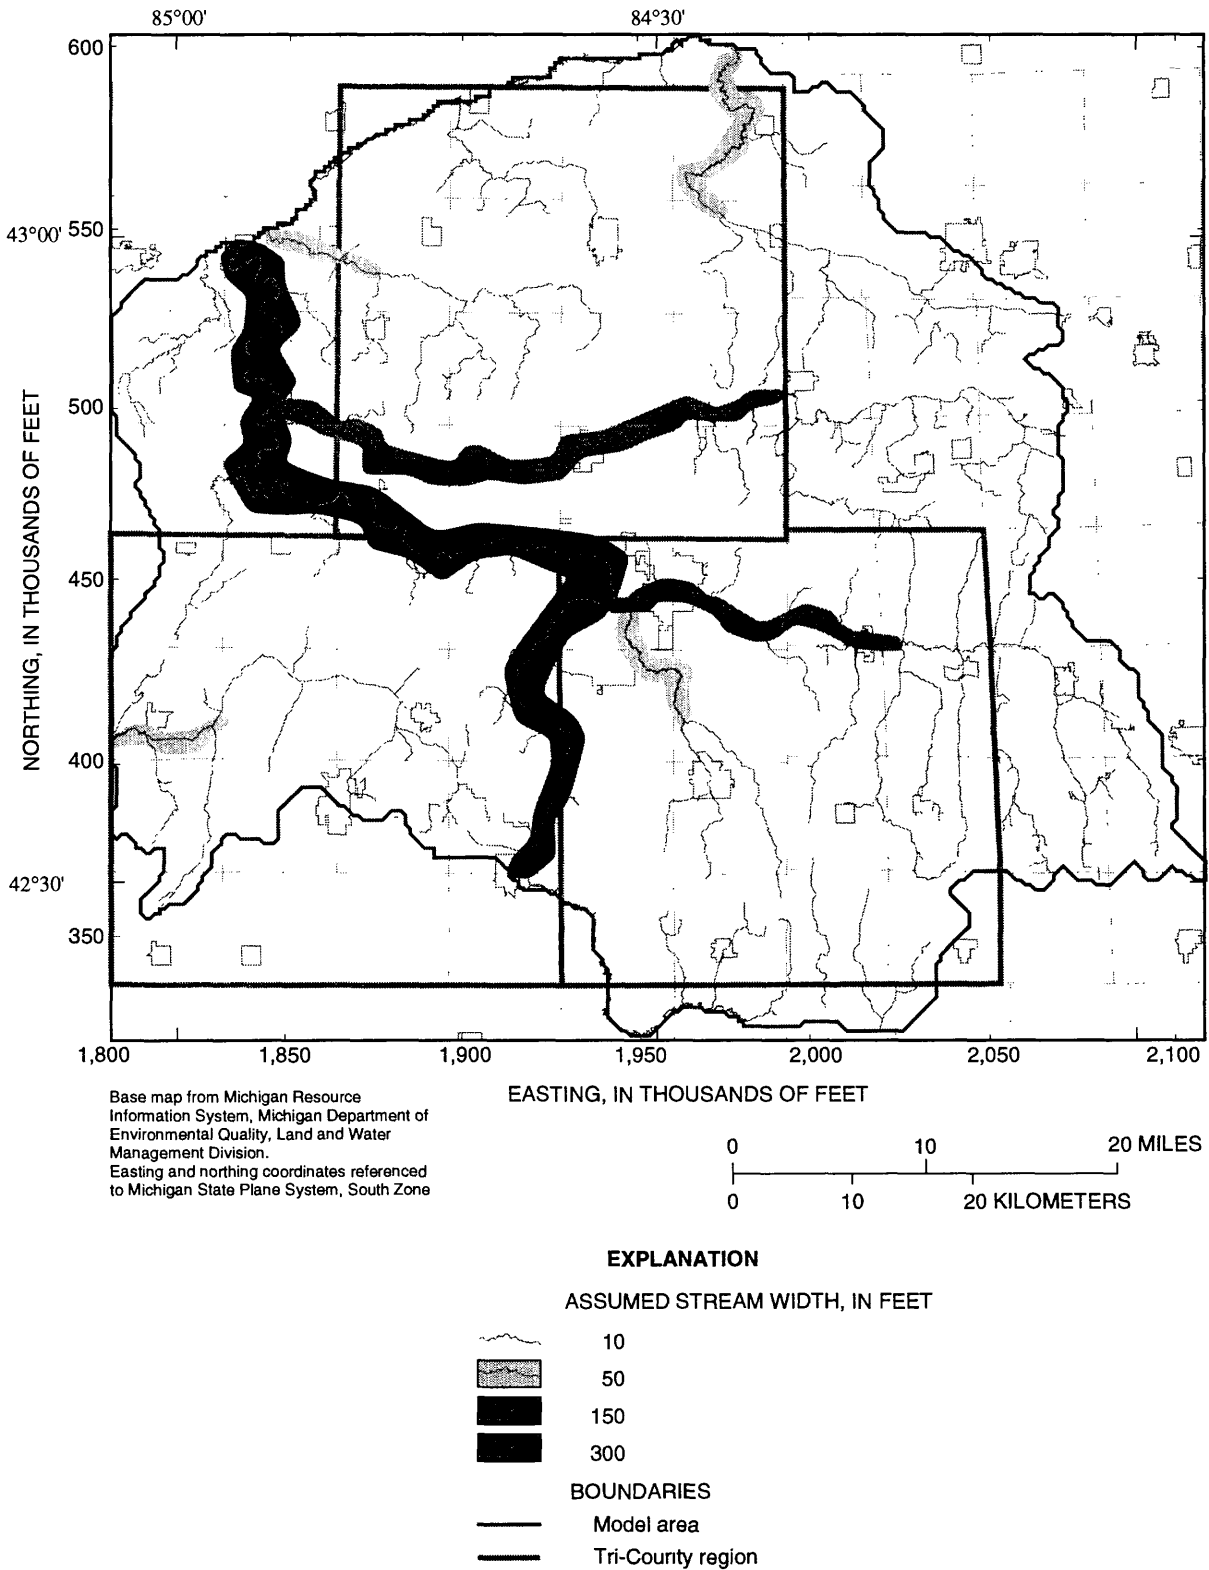 85°00'
84°30'
600
550
43°00'
500
450
400
42°30'
350
NORTHING, IN THOUSANDS OF FEET
1,800
1,850
1,900
1,950
2,000
2,050
2,100
EASTING, IN THOUSANDS OF FEET
Base map from Michigan Resource
Information System, Michigan Department of
Environmental Quality, Land and Water
Management Division.
Easting and northing coordinates referenced
to Michigan State Plane System, South Zone
0 10 20 MILES
0 10 20 KILOMETERS
EXPLANATION
ASSUMED STREAM WIDTH, IN FEET
10
50
150
300
BOUNDARIES
Model area
Tri-County region